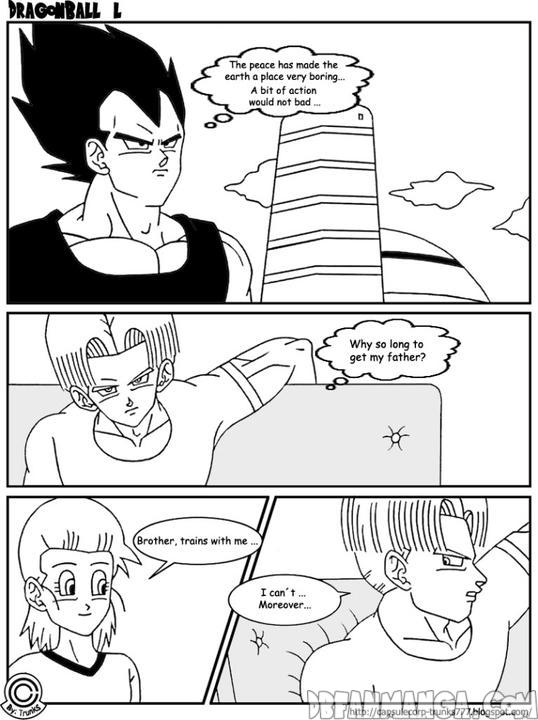 DRAGONBALL L
The peace has made the
earth a place very boring...
A bit of action
would not bad ...
Why so long to
get my father?
Brother, trains with me ...
I can´t ...
Moreover...
By: Trunks
DBFANMANGA.COM
http://capsulecorp-trunks777.blogspot.com/